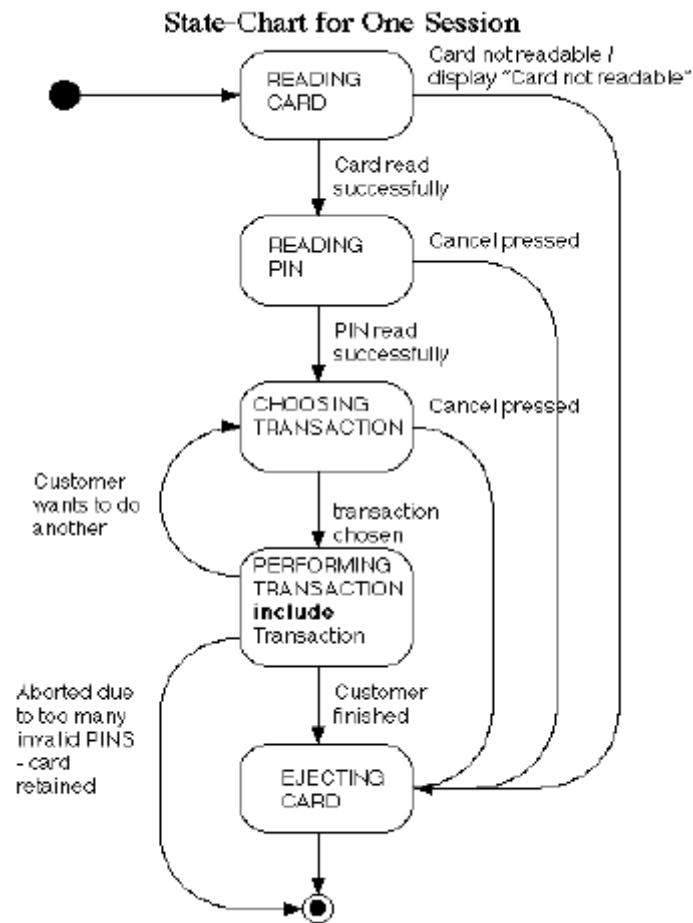 State-Chart for One Session
Card not readable /
display "Card not readable"
READING
CARD
Card read
successfully
READING
PIN
Cancel pressed
PIN read
successfully
CHOOSING
TRANSACTION
Cancel pressed
Customer
wants to do
another
transaction
chosen
PERFORMING
TRANSACTION
include
Transaction
Aborted due
to too many
invalid PINS
- card
retained
Customer
finished
EJECTING
CARD